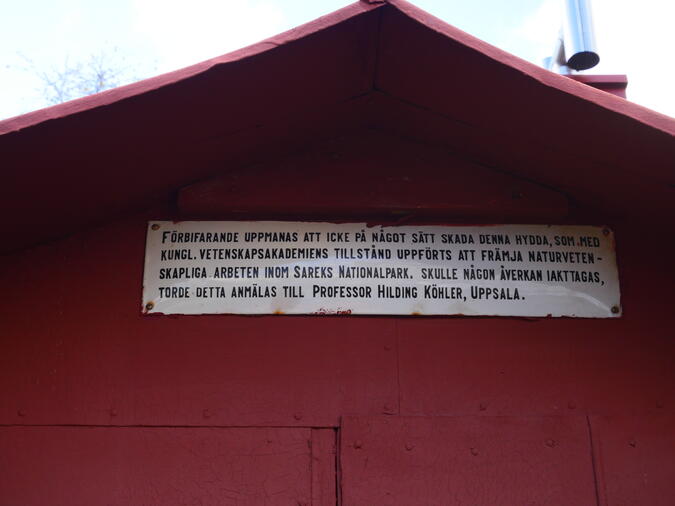 Förbifarande uppmanas att icke på något sätt skada denna hydda, som med
Kungl. Vetenskapsakademiens tillstånd uppförts att främja naturveten-
skapliga arbeten inom Sareks Nationalpark. Skulle någon åverkan iakttagas,
torde detta anmälas till Professor Hilding Köhler, Uppsala.